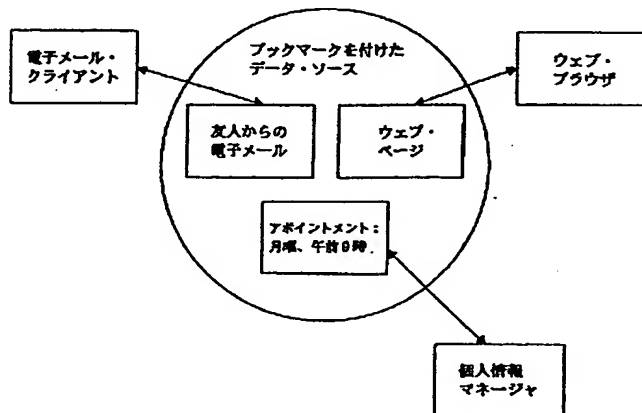 電子メール・
クライアント
ブックマークを付けた
データ・ソース
ウェブ・
ブラウザ
友人からの
電子メール
ウェブ・
ページ
アポイントメント:
月曜、午前9時
個人情報
マネージャ